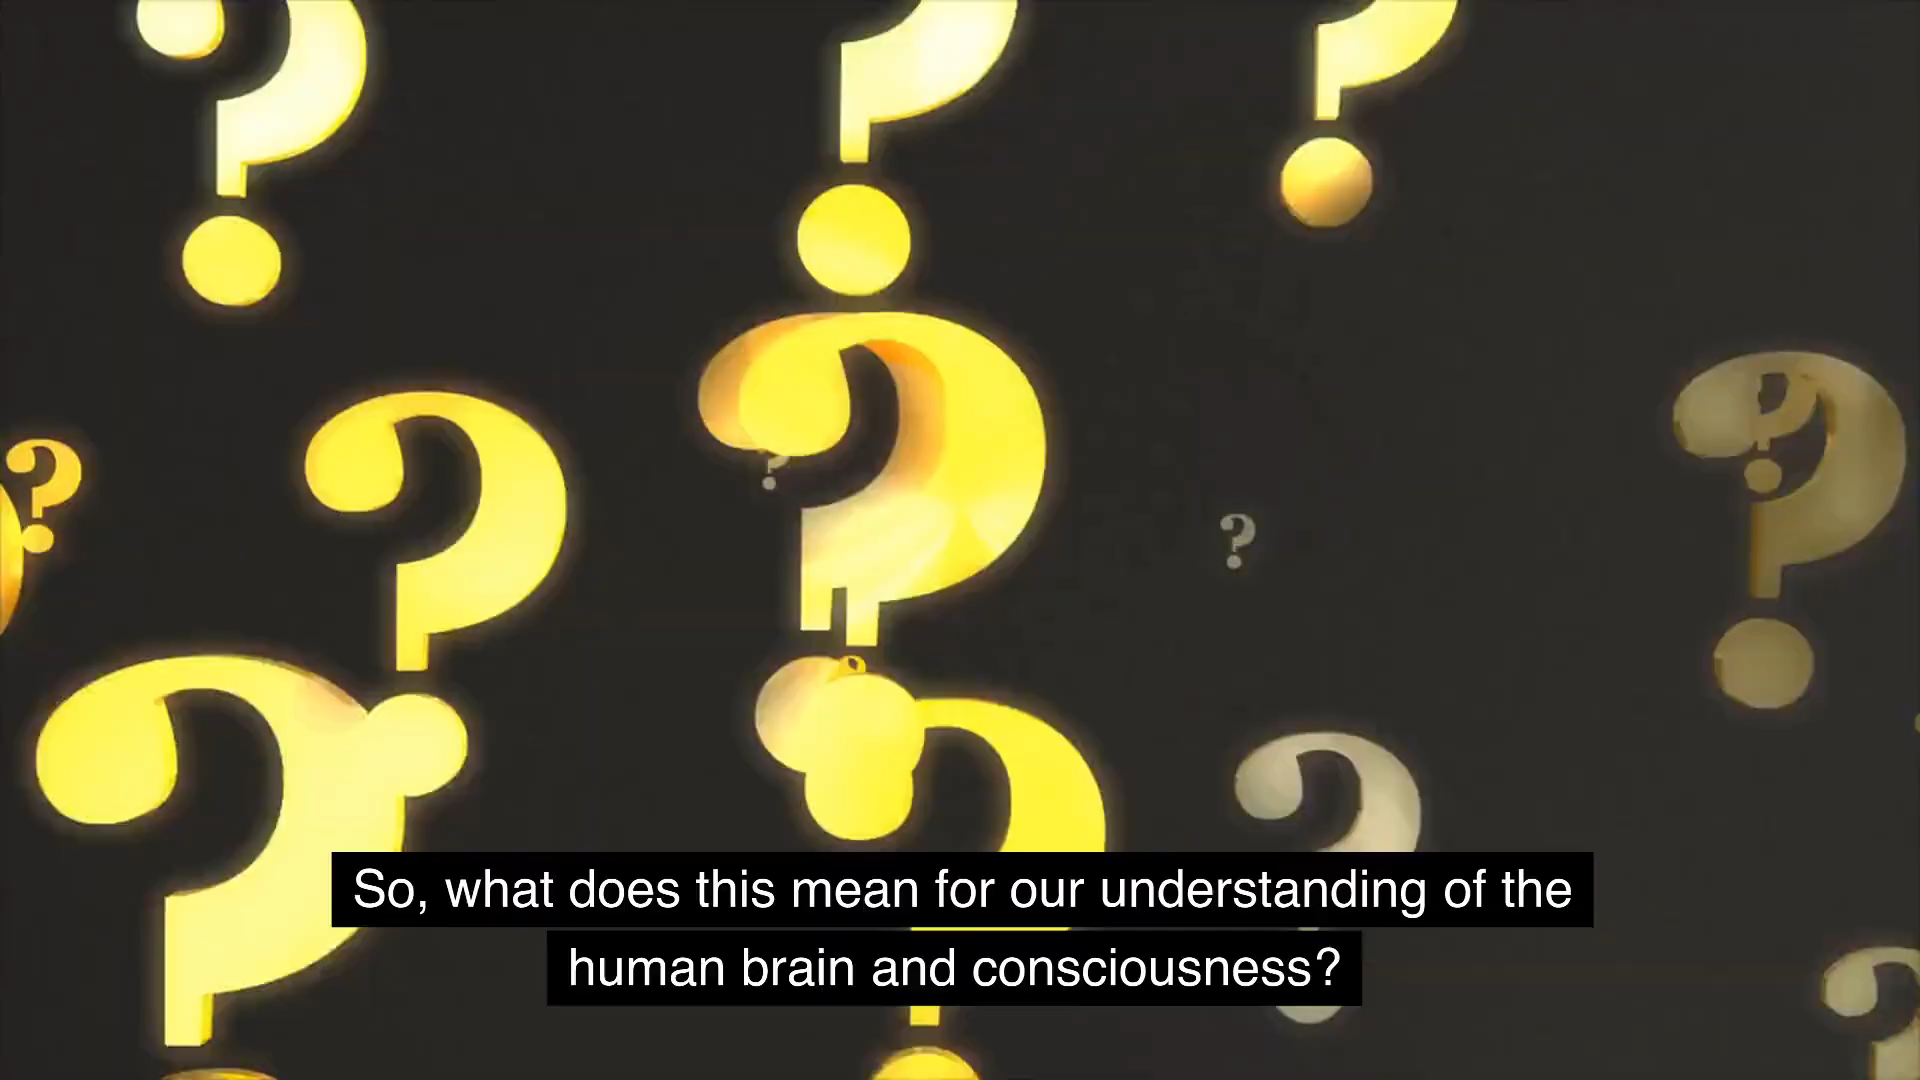 So, what does this mean for our understanding of the
human brain and consciousness?